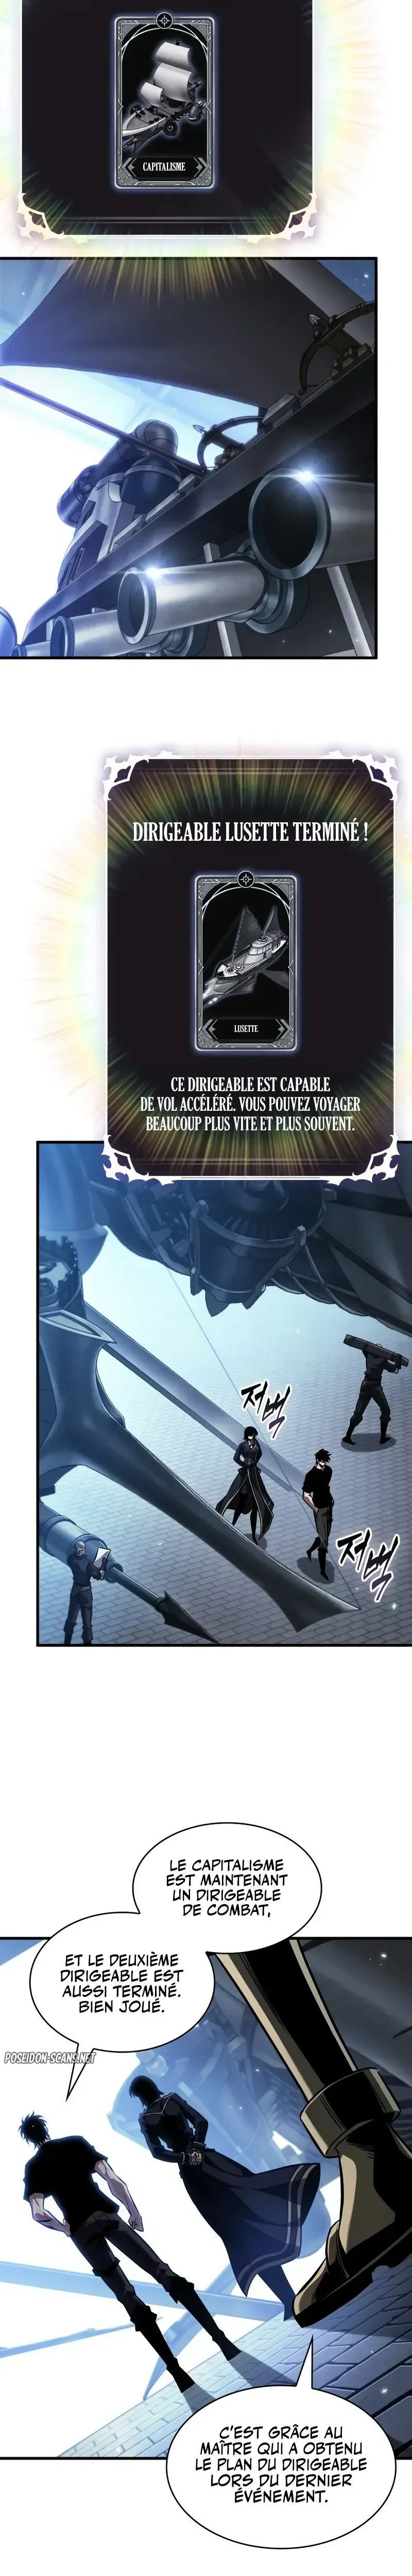 CAPITALISME
DIRIGEABLE LUSETTE TERMINÉ !
LUSETTE
CE DIRIGEABLE EST CAPABLE
DE VOL ACCÉLÉRÉ. VOUS POUVEZ VOYAGER
BEAUCOUP PLUS VITE ET PLUS SOUVENT.
저벅
저벅
LE CAPITALISME
EST MAINTENANT
UN DIRIGEABLE
DE COMBAT,
ET LE DEUXIÈME
DIRIGEABLE EST
AUSSI TERMINÉ.
BIEN JOUÉ.
POSEIDON-SCANS.NET
C'EST GRÂCE AU
MAÎTRE QUI A OBTENU
LE PLAN DU DIRIGEABLE
LORS DU DERNIER
ÉVÉNEMENT.